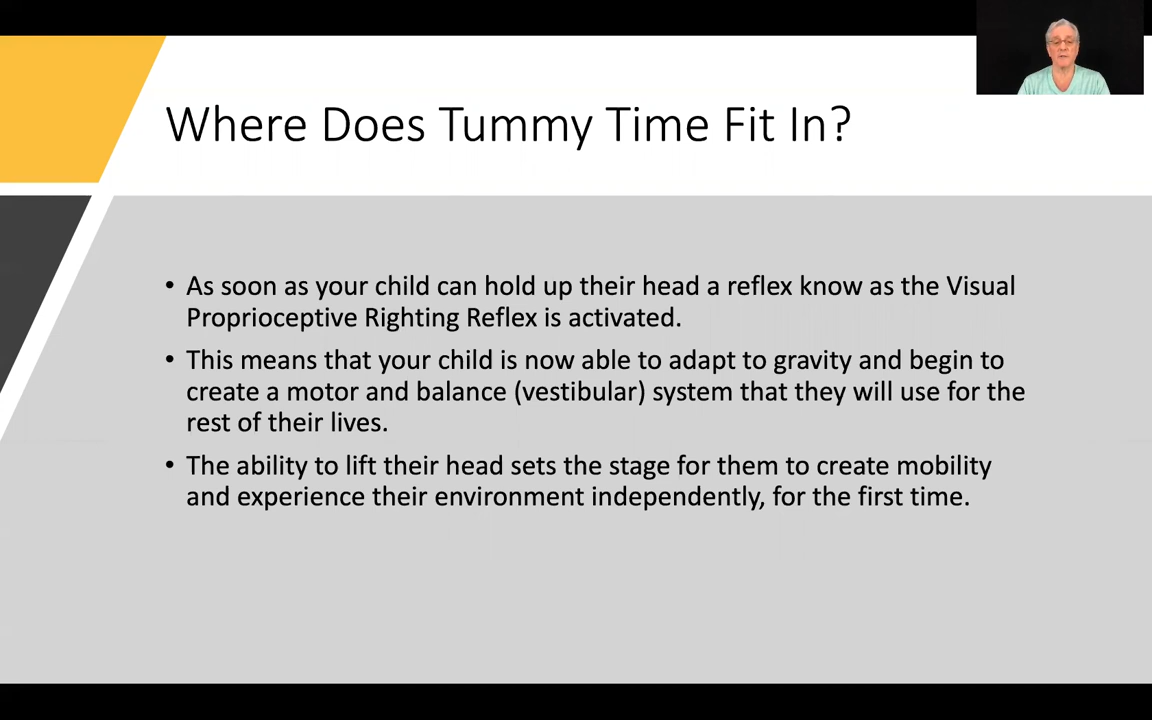 Where Does Tummy Time Fit In?
• As soon as your child can hold up their head a reflex know as the Visual
Proprioceptive Righting Reflex is activated.
• This means that your child is now able to adapt to gravity and begin to
create a motor and balance (vestibular) system that they will use for the
rest of their lives.
• The ability to lift their head sets the stage for them to create mobility
and experience their environment independently, for the first time.